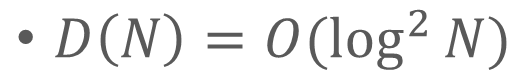 • D(N) = O(log² N)